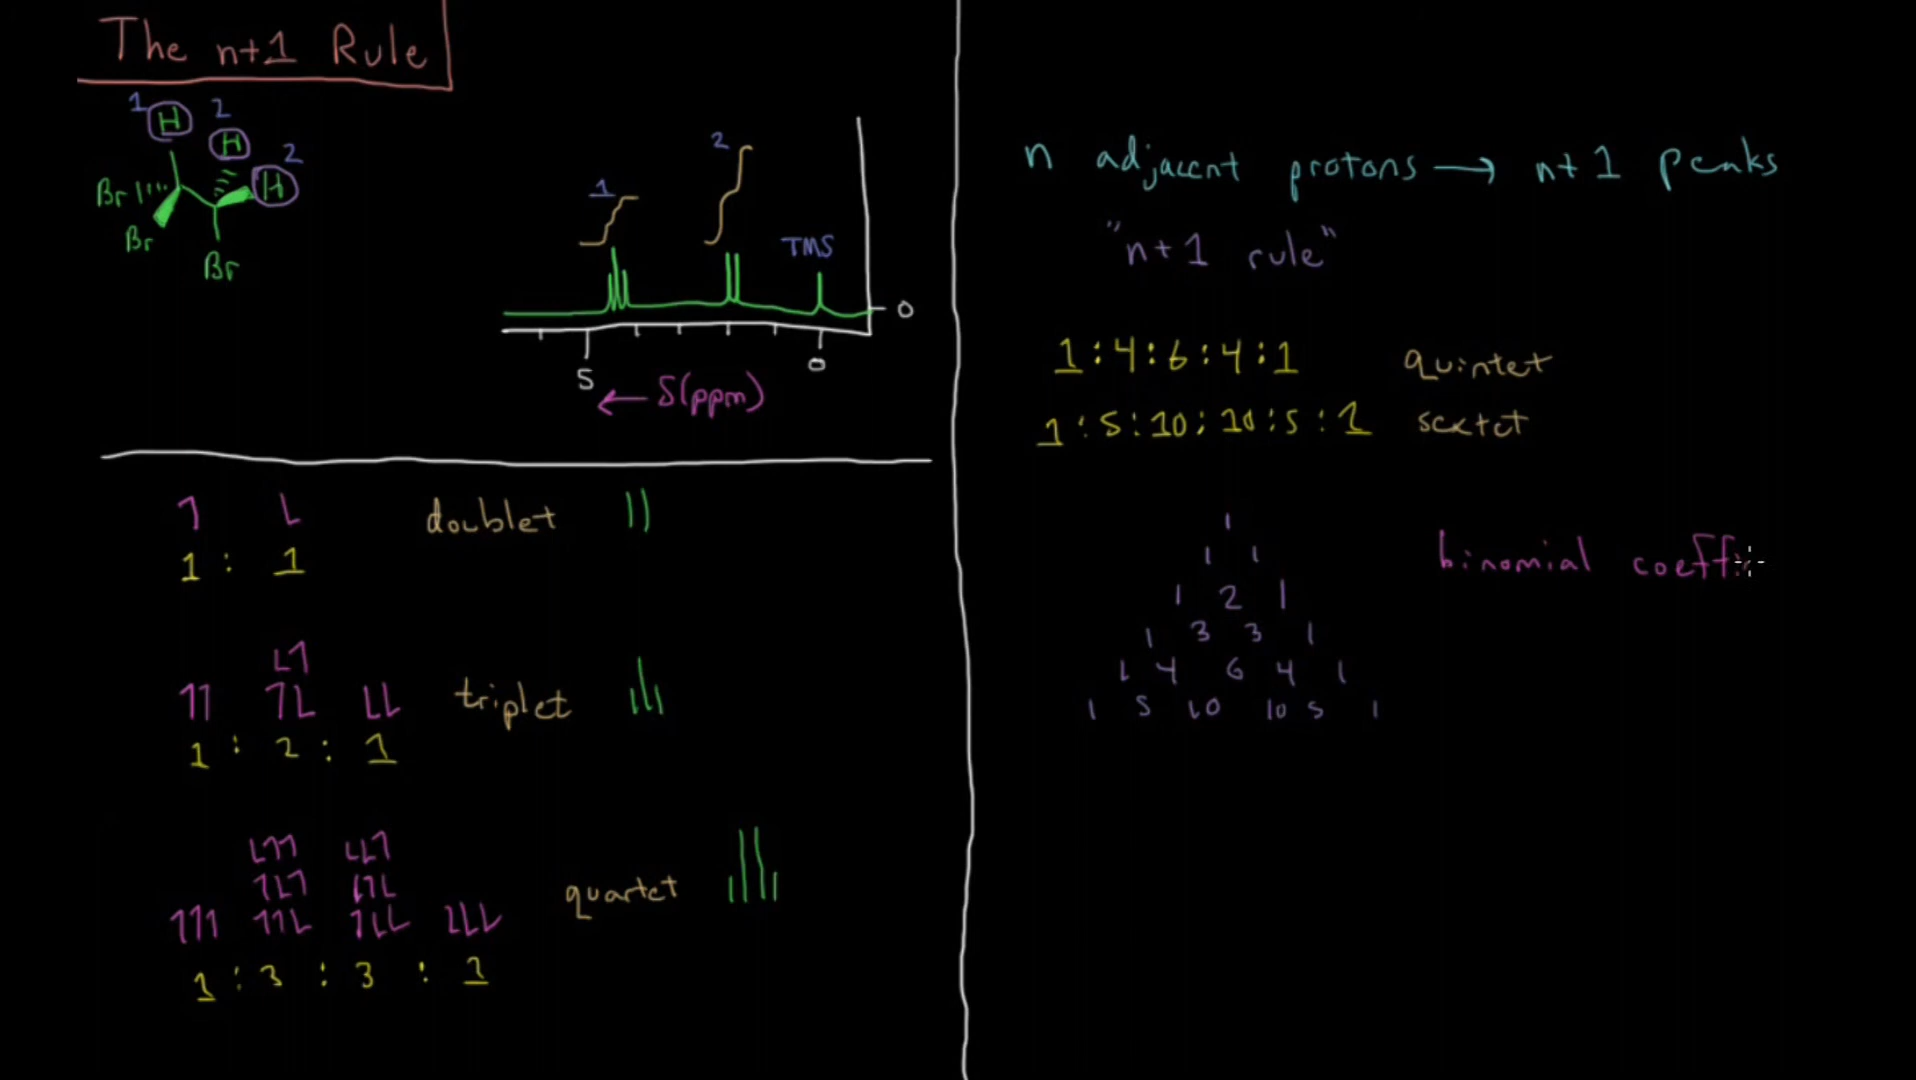 The n+1 Rule
1 H 2 H 2 H
Br
Br
Br
1 2
TMS
0
5 0
← δ(ppm)
1 : 1 doublet
triplet
1 : 2 : 1
quartet
1 : 3 : 3 : 1
n adjacent protons → n+1 peaks
"n+1 rule"
1 : 4 : 6 : 4 : 1 quintet
1 : 5 : 10 : 10 : 5 : 1 sextet
1
1 1
1 2 1
1 3 3 1
1 4 6 4 1
1 5 10 10 5 1
binomial coeffi